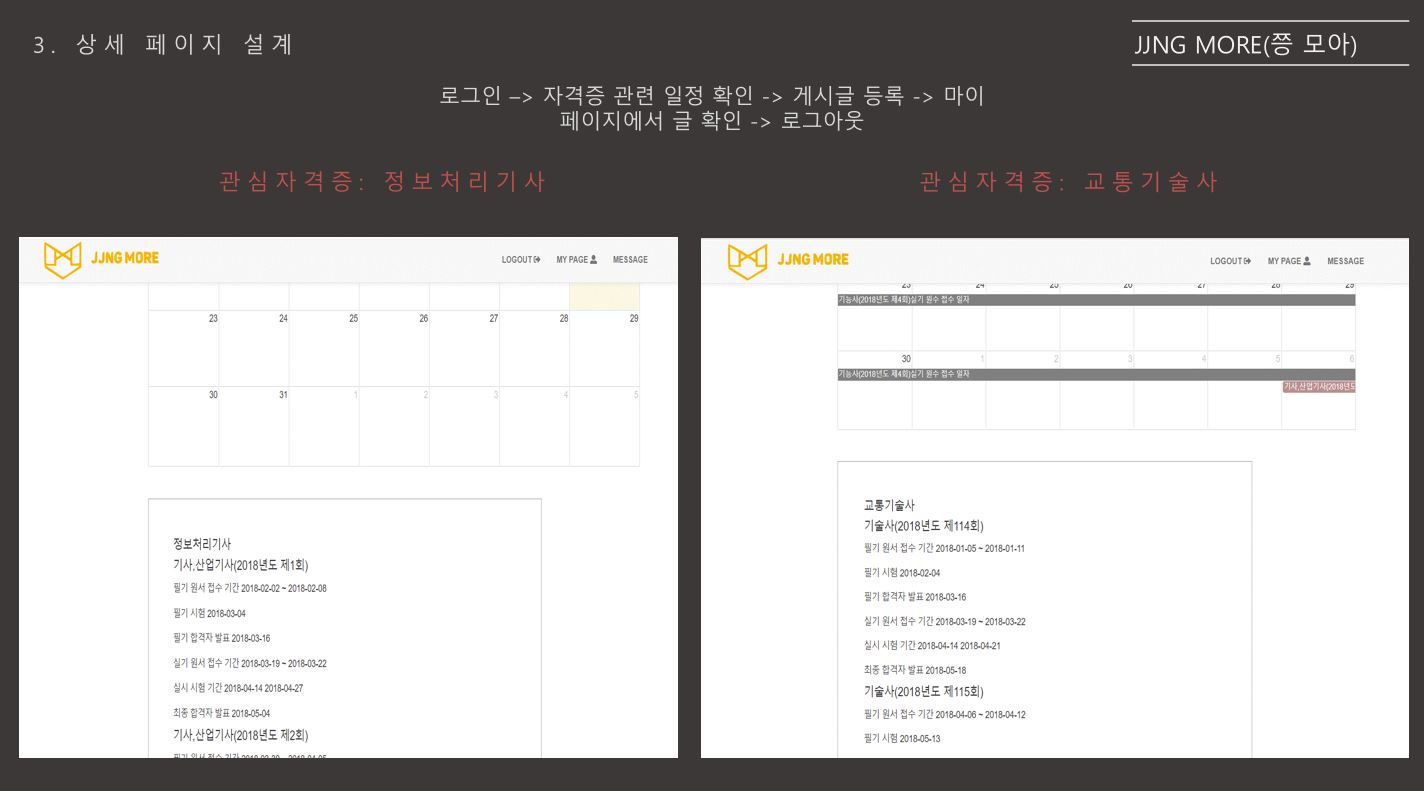 3. 상세 페이지 설계
JJNG MORE(쯩 모아)
로그인 –> 자격증 관련 일정 확인 -> 게시글 등록 -> 마이
페이지에서 글 확인 -> 로그아웃
관심자격증: 정보처리기사
관심자격증: 교통기술사
JJNG MORE
LOGOUT MY PAGE MESSAGE
23 24 25 26 27 28 29
30 31 1 2 3 4 5
정보처리기사
기사,산업기사(2018년도 제1회)
필기 원서 접수 기간 2018-02-02 ~ 2018-02-08
필기 시험 2018-03-04
필기 합격자 발표 2018-03-16
실기 원서 접수 기간 2018-03-19 ~ 2018-03-22
실시 시험 기간 2018-04-14 2018-04-27
최종 합격자 발표 2018-05-04
기사,산업기사(2018년도 제2회)
필기 원서 접수 기간
JJNG MORE
LOGOUT MY PAGE MESSAGE
23 24 25 26 27 28 29
기능사(2018년도 제4회)실기 원수 접수 일자
30 1 2 3 4 5 6
기능사(2018년도 제4회)실기 원수 접수 일자
기사,산업기사(2018년도
교통기술사
기술사(2018년도 제114회)
필기 원서 접수 기간 2018-01-05 ~ 2018-01-11
필기 시험 2018-02-04
필기 합격자 발표 2018-03-16
실기 원서 접수 기간 2018-03-19 ~ 2018-03-22
실시 시험 기간 2018-04-14 2018-04-21
최종 합격자 발표 2018-05-18
기술사(2018년도 제115회)
필기 원서 접수 기간 2018-04-06 ~ 2018-04-12
필기 시험 2018-05-13